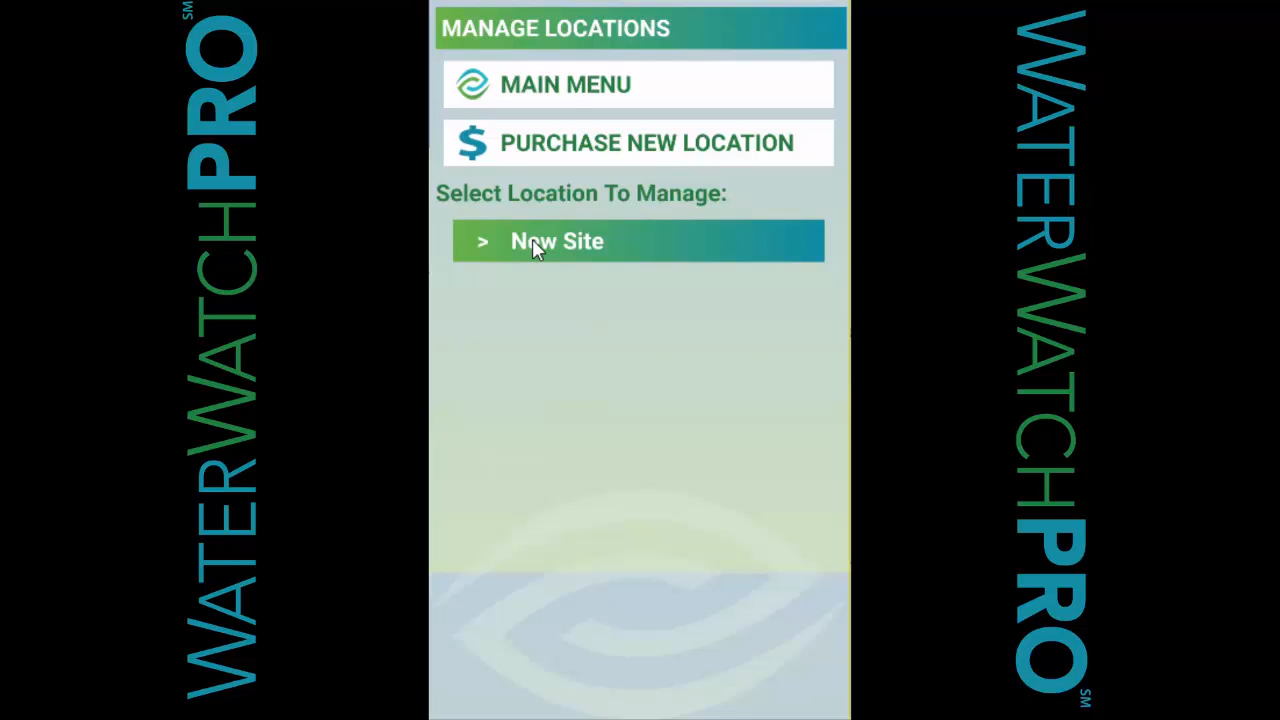 WATERWATCHPRO SM
MANAGE LOCATIONS
MAIN MENU
$ PURCHASE NEW LOCATION
Select Location To Manage:
> New Site
WATERWATCHPRO SM